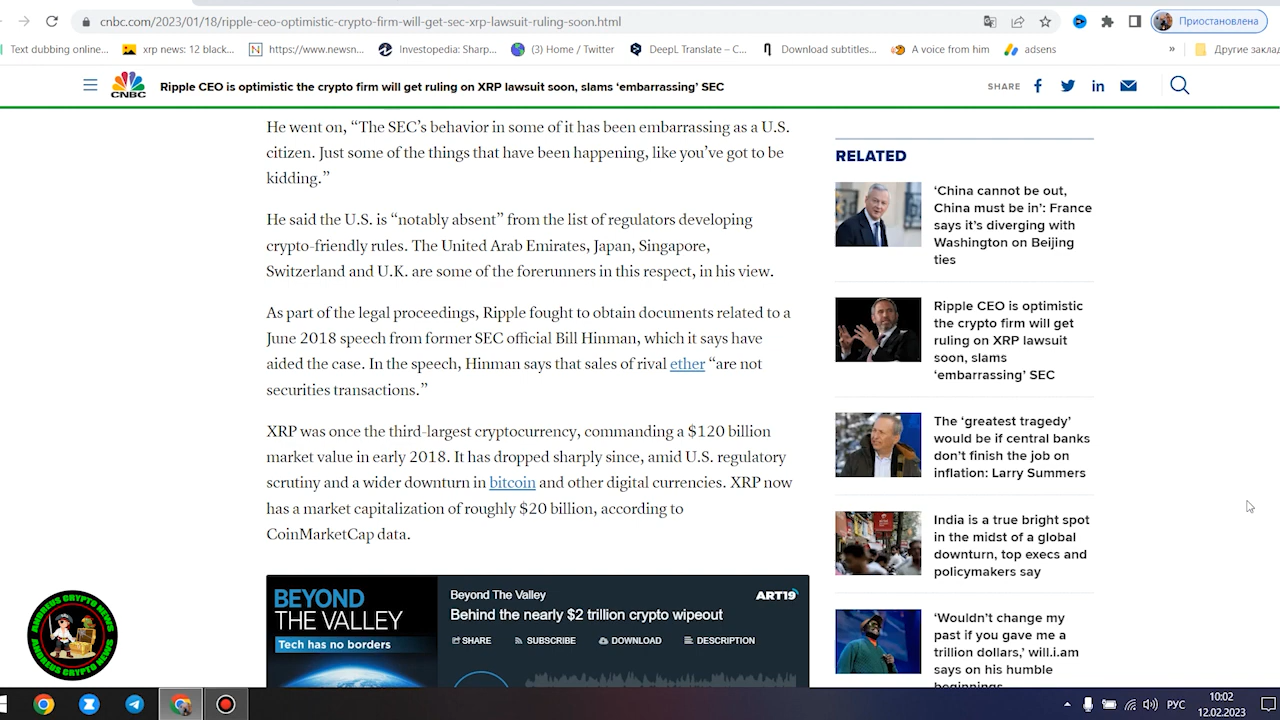 cnbc.com/2023/01/18/ripple-ceo-optimistic-crypto-firm-will-get-sec-xrp-lawsuit-ruling-soon.html
Приостановлена
Text dubbing online...
xrp news: 12 black...
https://www.newsn...
Investopedia: Sharp...
(3) Home / Twitter
DeepL Translate – C...
Download subtitles...
A voice from him
adsens
»
Другие заклад
CNBC
Ripple CEO is optimistic the crypto firm will get ruling on XRP lawsuit soon, slams ‘embarrassing’ SEC
SHARE
He went on, “The SEC’s behavior in some of it has been embarrassing as a U.S.
citizen. Just some of the things that have been happening, like you’ve got to be
kidding.”
He said the U.S. is “notably absent” from the list of regulators developing
crypto-friendly rules. The United Arab Emirates, Japan, Singapore,
Switzerland and U.K. are some of the forerunners in this respect, in his view.
As part of the legal proceedings, Ripple fought to obtain documents related to a
June 2018 speech from former SEC official Bill Hinman, which it says have
aided the case. In the speech, Hinman says that sales of rival ether “are not
securities transactions.”
XRP was once the third-largest cryptocurrency, commanding a $120 billion
market value in early 2018. It has dropped sharply since, amid U.S. regulatory
scrutiny and a wider downturn in bitcoin and other digital currencies. XRP now
has a market capitalization of roughly $20 billion, according to
CoinMarketCap data.
BEYOND
THE VALLEY
Tech has no borders
Beyond The Valley
Behind the nearly $2 trillion crypto wipeout
ART19
SHARE
SUBSCRIBE
DOWNLOAD
DESCRIPTION
RELATED
‘China cannot be out,
China must be in’: France
says it’s diverging with
Washington on Beijing
ties
Ripple CEO is optimistic
the crypto firm will get
ruling on XRP lawsuit
soon, slams
‘embarrassing’ SEC
The ‘greatest tragedy’
would be if central banks
don’t finish the job on
inflation: Larry Summers
India is a true bright spot
in the midst of a global
downturn, top execs and
policymakers say
‘Wouldn’t change my
past if you gave me a
trillion dollars,’ will.i.am
says on his humble
beginnings
ANDREUS CRYPTO NEWS
ANDREUS CRYPTO NEWS
РУС
10:02
12.02.2023